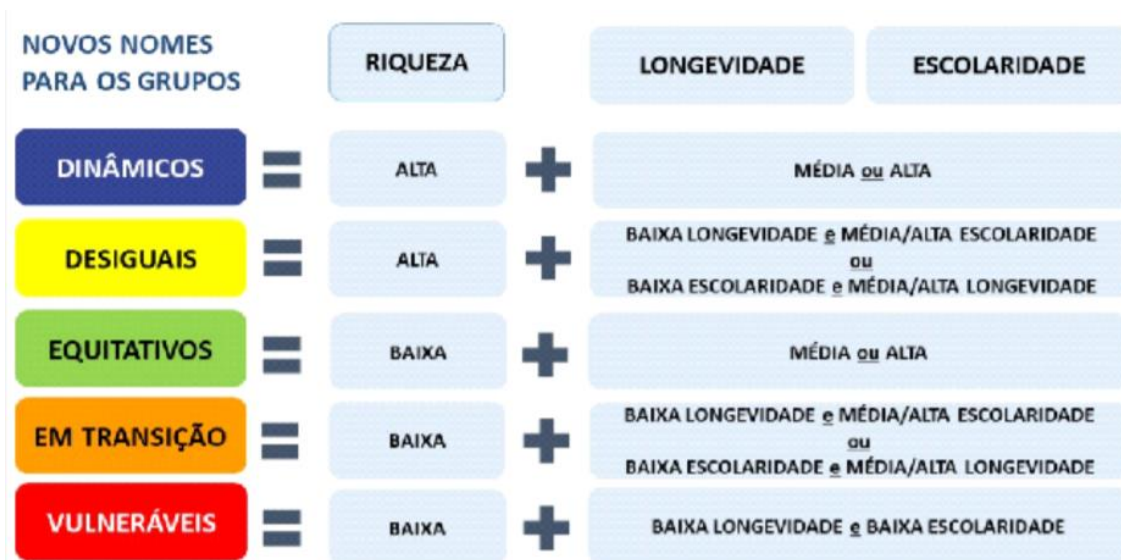 NOVOS NOMES
PARA OS GRUPOS
RIQUEZA
LONGEVIDADE
ESCOLARIDADE
DINÂMICOS
=
ALTA
+
MÉDIA ou ALTA
DESIGUAIS
=
ALTA
+
BAIXA LONGEVIDADE e MÉDIA/ALTA ESCOLARIDADE
ou
BAIXA ESCOLARIDADE e MÉDIA/ALTA LONGEVIDADE
EQUITATIVOS
=
BAIXA
+
MÉDIA ou ALTA
EM TRANSIÇÃO
=
BAIXA
+
BAIXA LONGEVIDADE e MÉDIA/ALTA ESCOLARIDADE
ou
BAIXA ESCOLARIDADE e MÉDIA/ALTA LONGEVIDADE
VULNERÁVEIS
=
BAIXA
+
BAIXA LONGEVIDADE e BAIXA ESCOLARIDADE